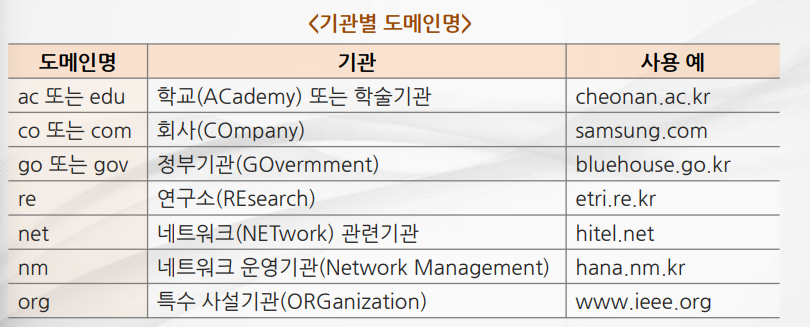 <기관별 도메인명>
도메인명 기관 사용 예
ac 또는 edu 학교(ACademy) 또는 학술기관 cheonan.ac.kr
co 또는 com 회사(COmpany) samsung.com
go 또는 gov 정부기관(GOvermment) bluehouse.go.kr
re 연구소(REsearch) etri.re.kr
net 네트워크(NETwork) 관련기관 hitel.net
nm 네트워크 운영기관(Network Management) hana.nm.kr
org 특수 사설기관(ORGanization) www.ieee.org